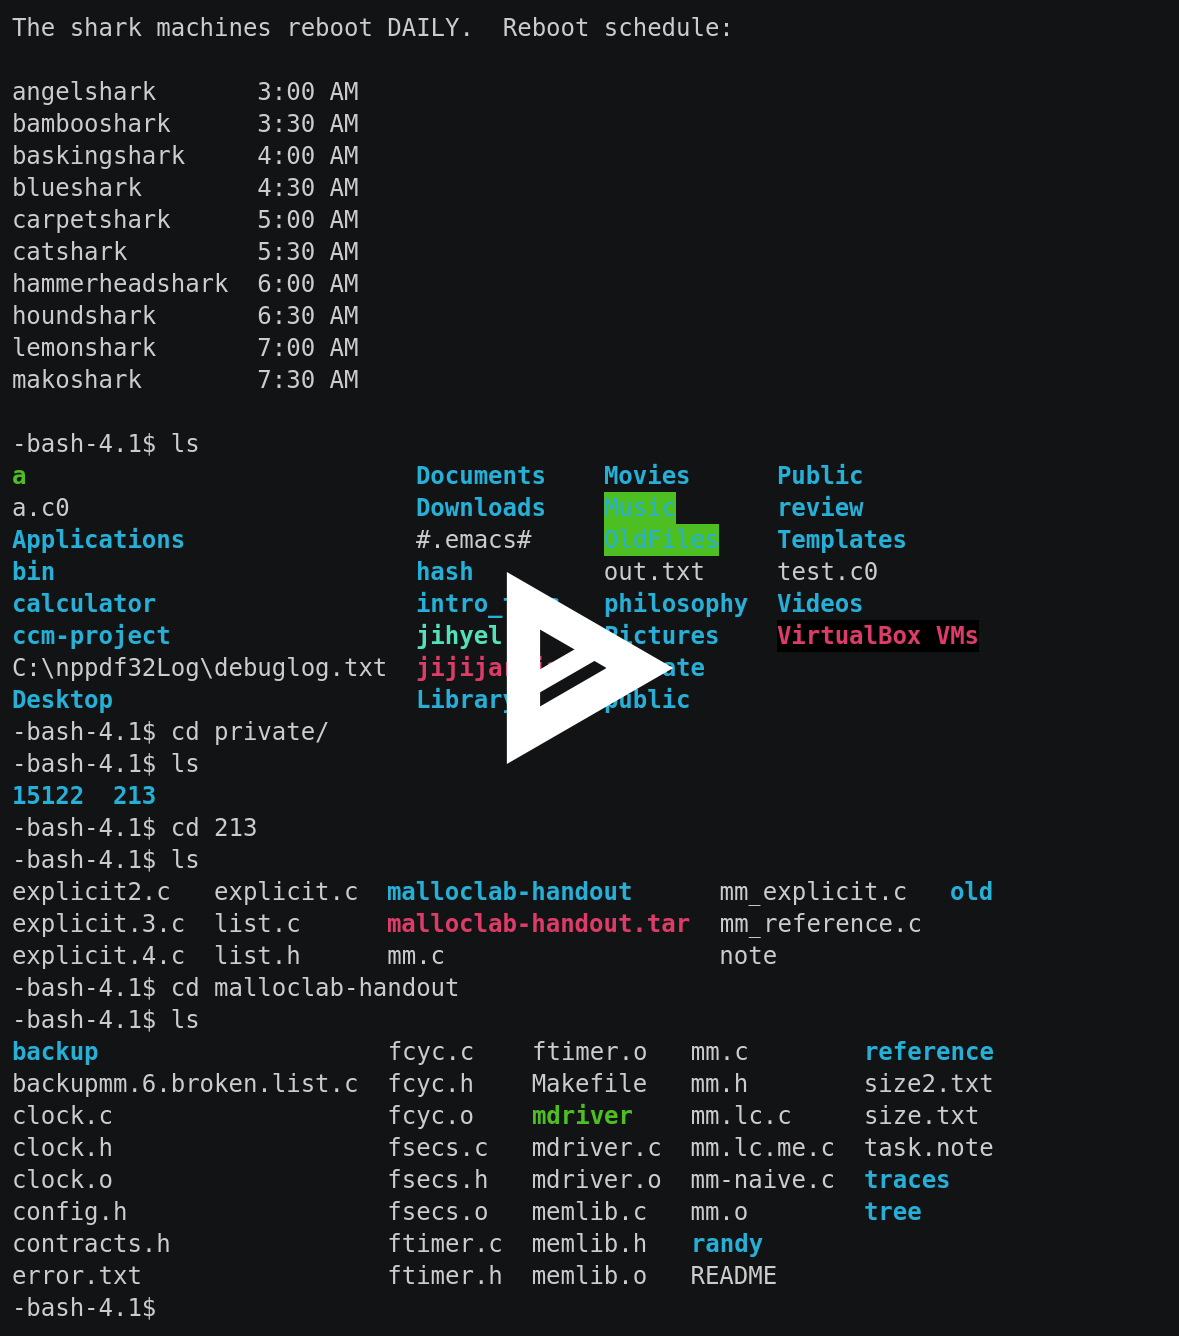 The shark machines reboot DAILY.  Reboot schedule:

angelshark       3:00 AM
bambooshark      3:30 AM
baskingshark     4:00 AM
blueshark        4:30 AM
carpetshark      5:00 AM
catshark         5:30 AM
hammerheadshark  6:00 AM
houndshark       6:30 AM
lemonshark       7:00 AM
makoshark        7:30 AM

-bash-4.1$ ls
a                           Documents    Movies      Public
a.c0                        Downloads    Music       review
Applications                #.emacs#     OldFiles    Templates
bin                         hash         out.txt     test.c0
calculator                               philosophy  Videos
ccm-project                              Pictures    VirtualBox VMs
C:\nppdf32Log\debuglog.txt
Desktop                     Library      public
-bash-4.1$ cd private/
-bash-4.1$ ls
15122  213
-bash-4.1$ cd 213
-bash-4.1$ ls
explicit2.c   explicit.c  malloclab-handout      mm_explicit.c   old
explicit.3.c  list.c      malloclab-handout.tar  mm_reference.c
explicit.4.c  list.h      mm.c                   note
-bash-4.1$ cd malloclab-handout
-bash-4.1$ ls
backup                    fcyc.c    ftimer.o   mm.c        reference
backupmm.6.broken.list.c  fcyc.h    Makefile   mm.h        size2.txt
clock.c                   fcyc.o    mdriver    mm.lc.c     size.txt
clock.h                   fsecs.c   mdriver.c  mm.lc.me.c  task.note
clock.o                   fsecs.h   mdriver.o  mm-naive.c  traces
config.h                  fsecs.o   memlib.c   mm.o        tree
contracts.h               ftimer.c  memlib.h   randy
error.txt                 ftimer.h  memlib.o   README
-bash-4.1$